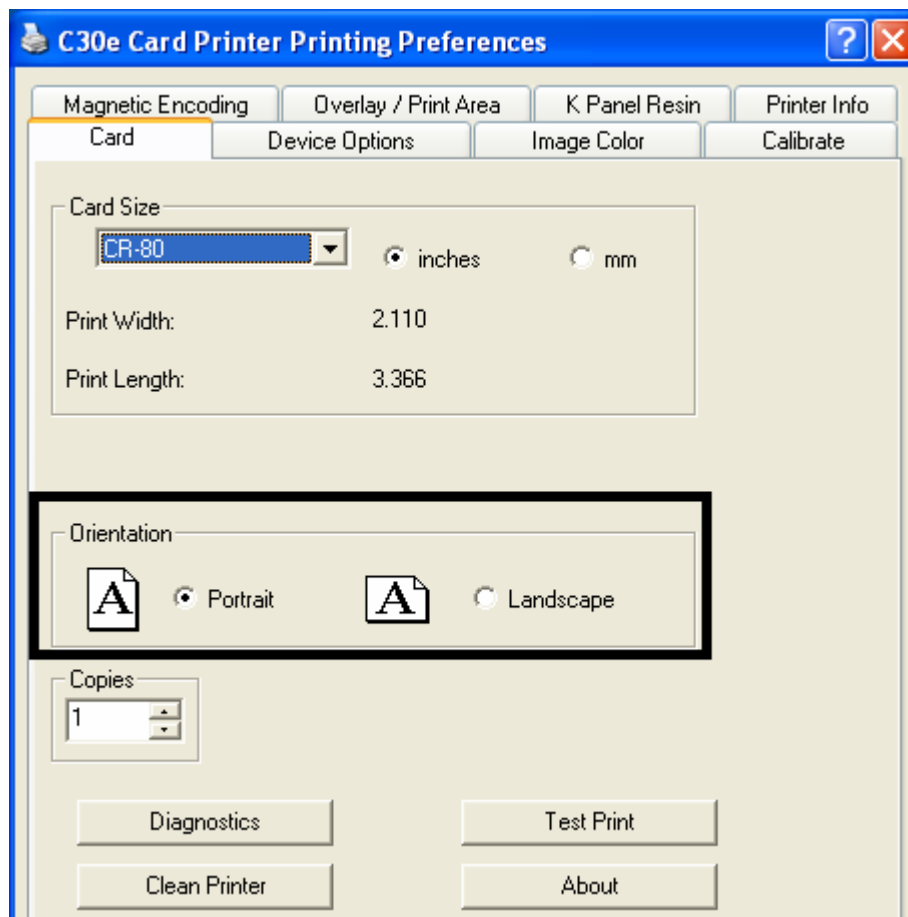 C30e Card Printer Printing Preferences
Magnetic Encoding Overlay / Print Area K Panel Resin Printer Info
Card Device Options Image Color Calibrate
Card Size
CR-80 inches mm
Print Width: 2.110
Print Length: 3.366
Orientation
A Portrait A Landscape
Copies
1
Diagnostics Test Print
Clean Printer About